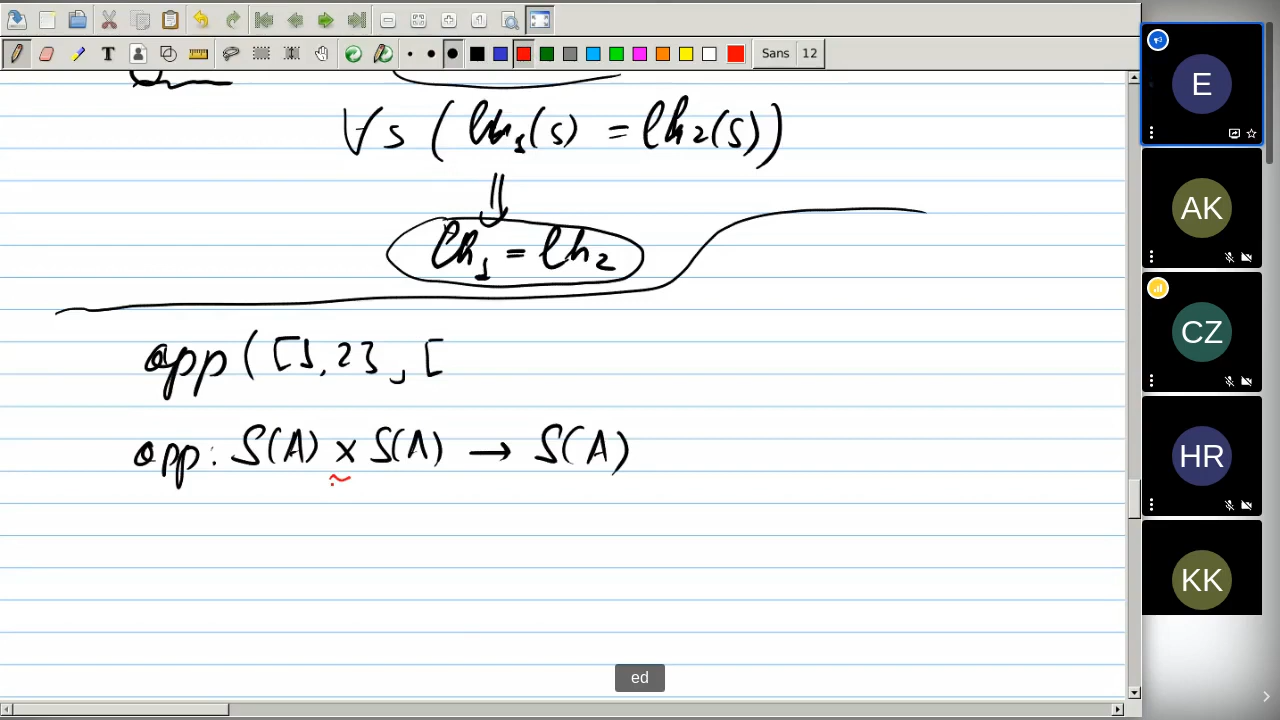 Sans 12
∀s (lh₁(s) = lh₂(s))
⇓
lh₁ = lh₂
app([1,2], [
app: S(A) × S(A) → S(A)
E
AK
CZ
HR
KK
ed